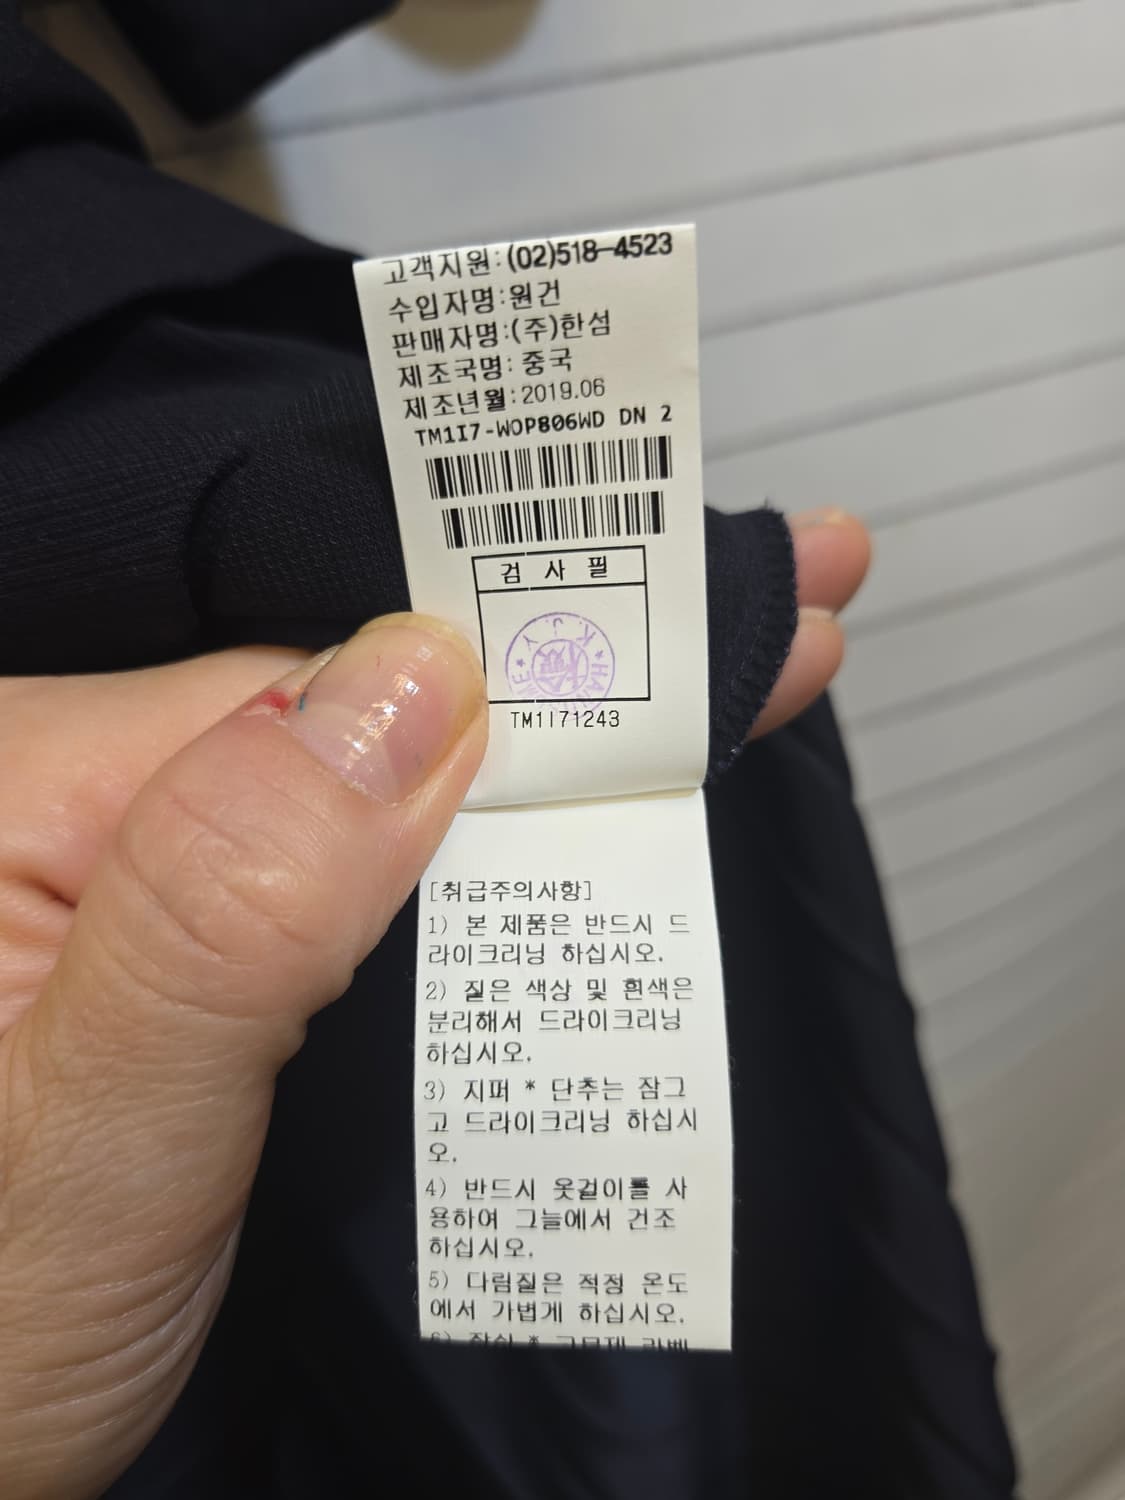 고객지원:(02)518-4523
수입자명:원건
판매자명:(주)한섬
제조국명:중국
제조년월:2019.06
TM1I7-WOP806WD DN 2
검 사 필
K.J.Y
TM1I71243
[취급주의사항]
1) 본 제품은 반드시 드
라이크리닝 하십시오.
2) 짙은 색상 및 흰색은
분리해서 드라이크리닝
하십시오.
3) 지퍼 * 단추는 잠그
고 드라이크리닝 하십시
오.
4) 반드시 옷걸이를 사
용하여 그늘에서 건조
하십시오.
5) 다림질은 적정 온도
에서 가볍게 하십시오.